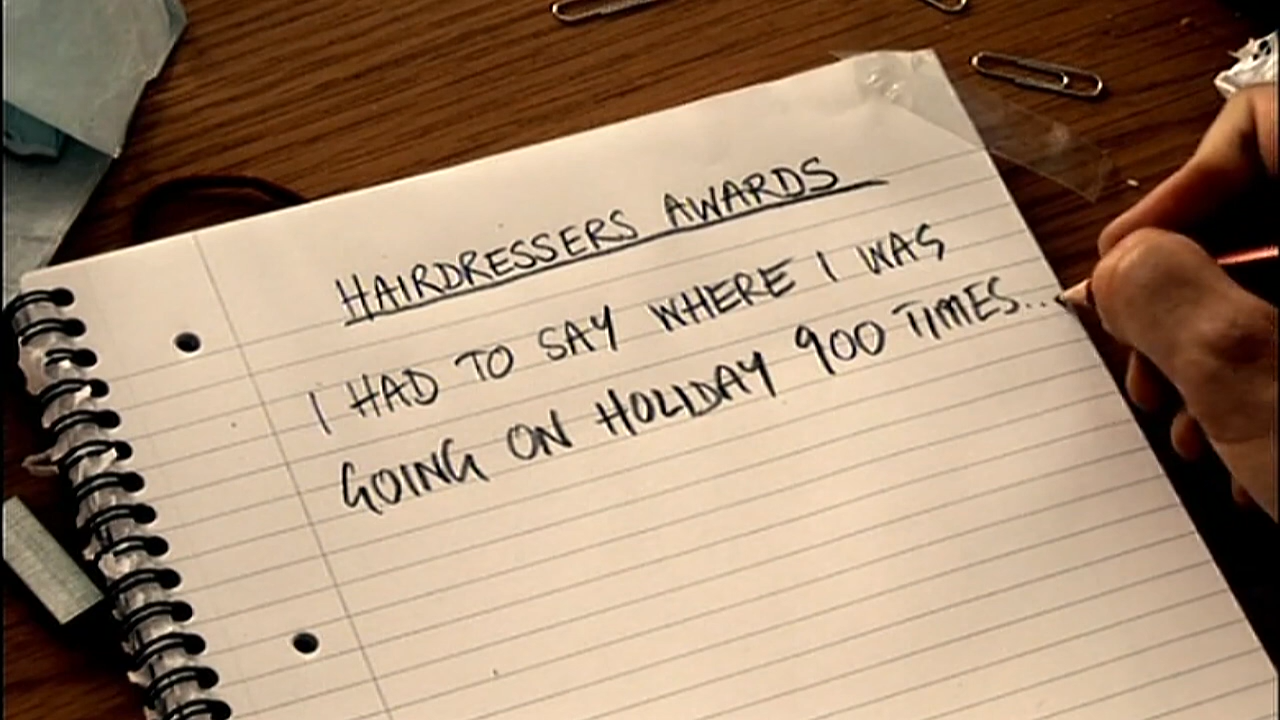 HAIRDRESSERS AWARDS
I HAD TO SAY WHERE I WAS
GOING ON HOLIDAY 900 TIMES...